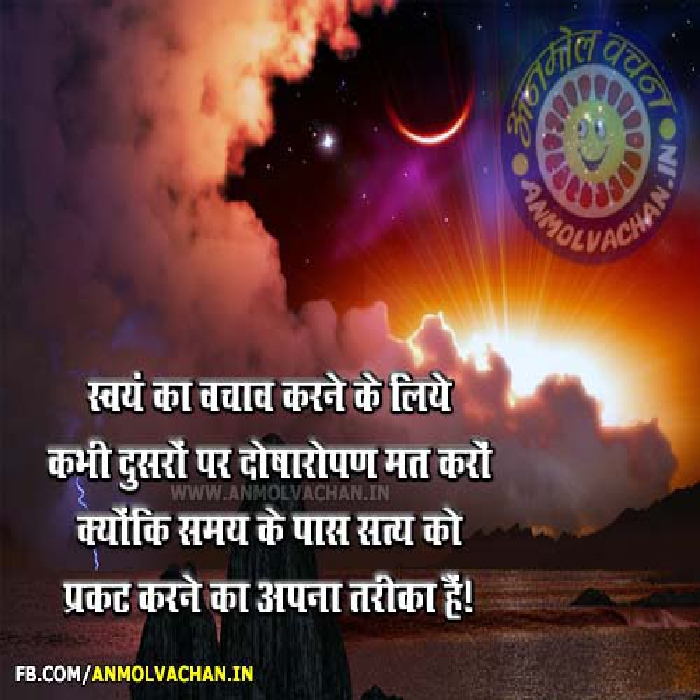 अनमोल वचन
ANMOLVACHAN.IN
स्वयं का वचाव करने के लिये
कभी दुसरों पर दोषारोपण मत करों
WWW.ANMOLVACHAN.IN
क्योंकि समय के पास सत्य को
प्रकट करने का अपना तरीका हैं!
FB.COM/ANMOLVACHAN.IN